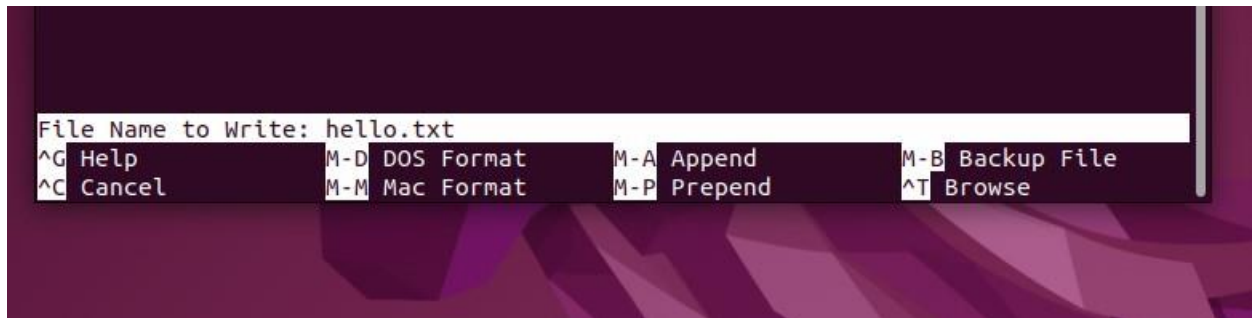 File Name to Write: hello.txt
^G Help M-D DOS Format M-A Append M-B Backup File
^C Cancel M-M Mac Format M-P Prepend ^T Browse